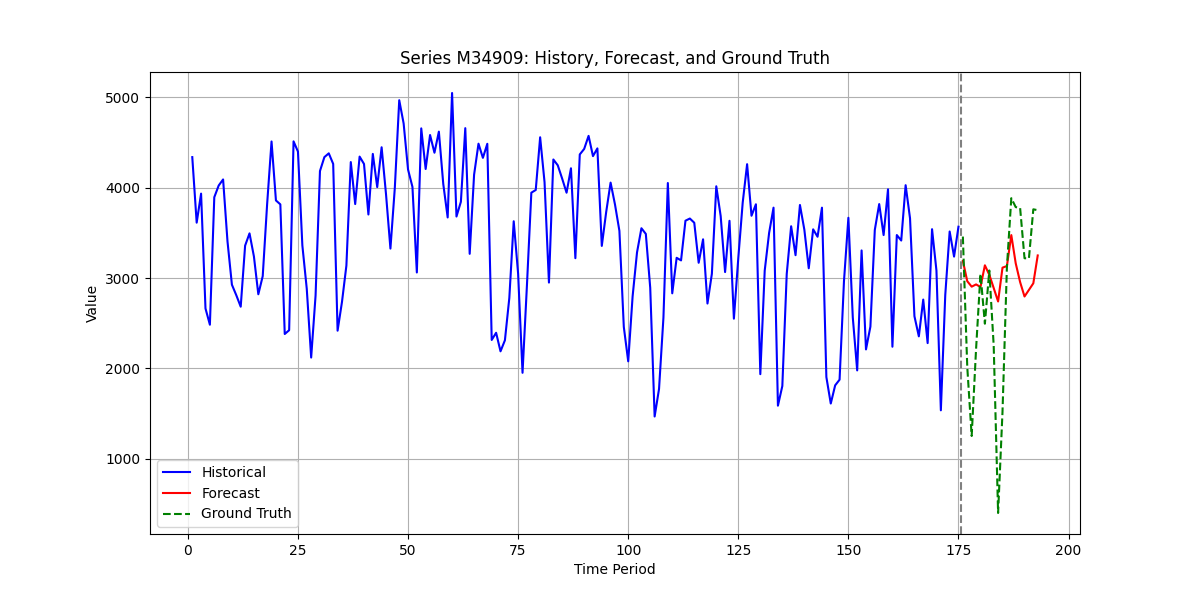 Series M34909: History, Forecast, and Ground Truth
Value
5000
4000
3000
2000
1000
Historical
Forecast
Ground Truth
0 25 50 75 100 125 150 175 200
Time Period